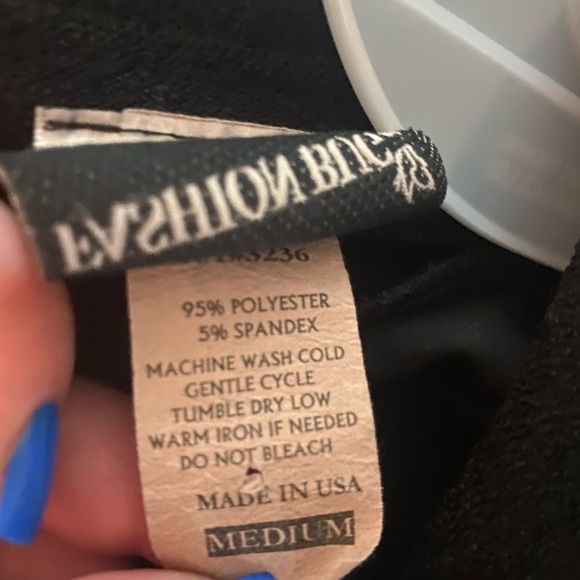 FASHION BUG
3236
95% POLYESTER
5% SPANDEX
MACHINE WASH COLD
GENTLE CYCLE
TUMBLE DRY LOW
WARM IRON IF NEEDED
DO NOT BLEACH
MADE IN USA
MEDIUM